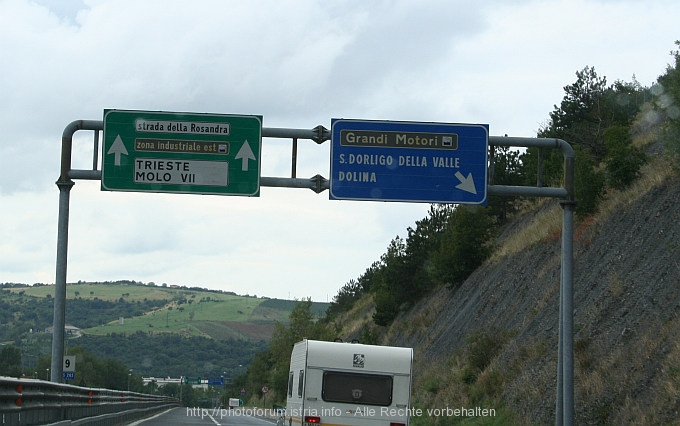 strada della Rosandra
zona industriale est
TRIESTE
MOLO VII
Grandi Motori
S.DORLIGO DELLA VALLE
DOLINA
9
http://photoforum.istria.info - Alle Rechte vorbehalten